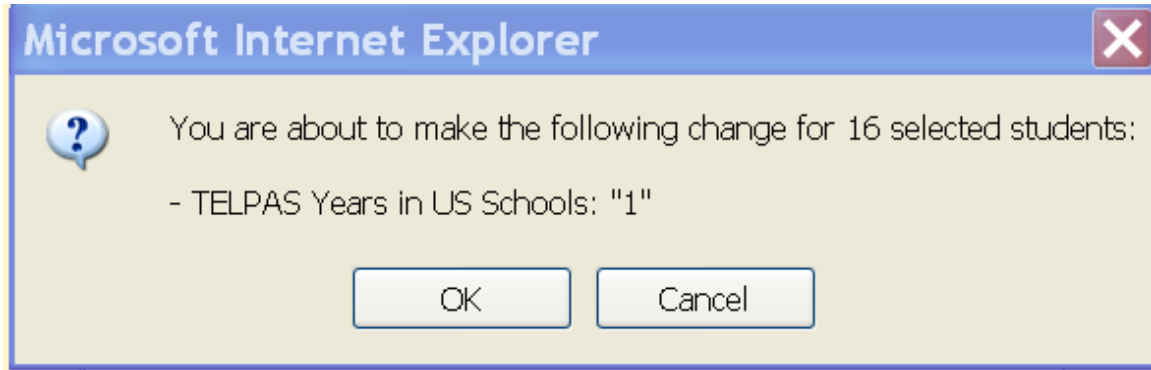 Microsoft Internet Explorer
You are about to make the following change for 16 selected students:
- TELPAS Years in US Schools: "1"
OK
Cancel